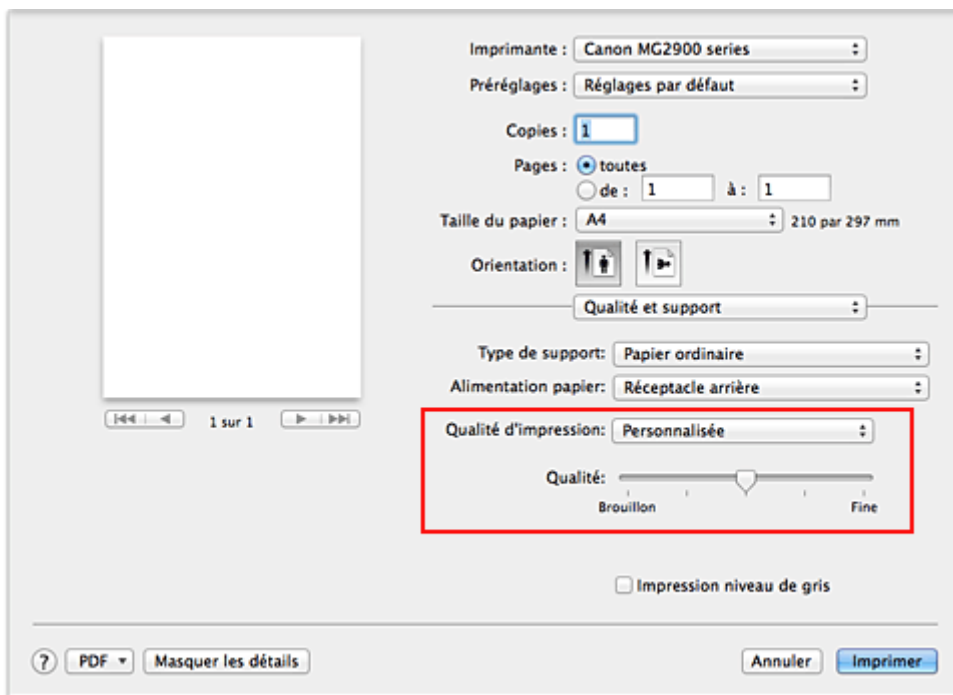 Imprimante : Canon MG2900 series
Préréglages : Réglages par défaut
Copies : 1
Pages : toutes
de : 1 à : 1
Taille du papier : A4 210 par 297 mm
Orientation :
Qualité et support
Type de support: Papier ordinaire
Alimentation papier: Réceptacle arrière
1 sur 1
Qualité d'impression: Personnalisée
Qualité:
Brouillon Fine
Impression niveau de gris
? PDF Masquer les détails Annuler Imprimer